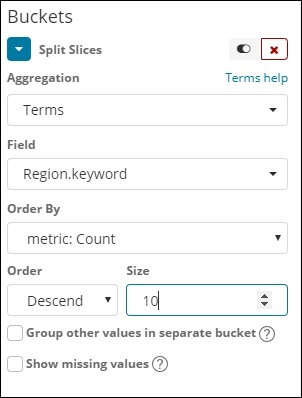 Buckets
Split Slices
Aggregation Terms help
Terms
Field
Region.keyword
Order By
metric: Count
Order Size
Descend 10
Group other values in separate bucket ?
Show missing values ?